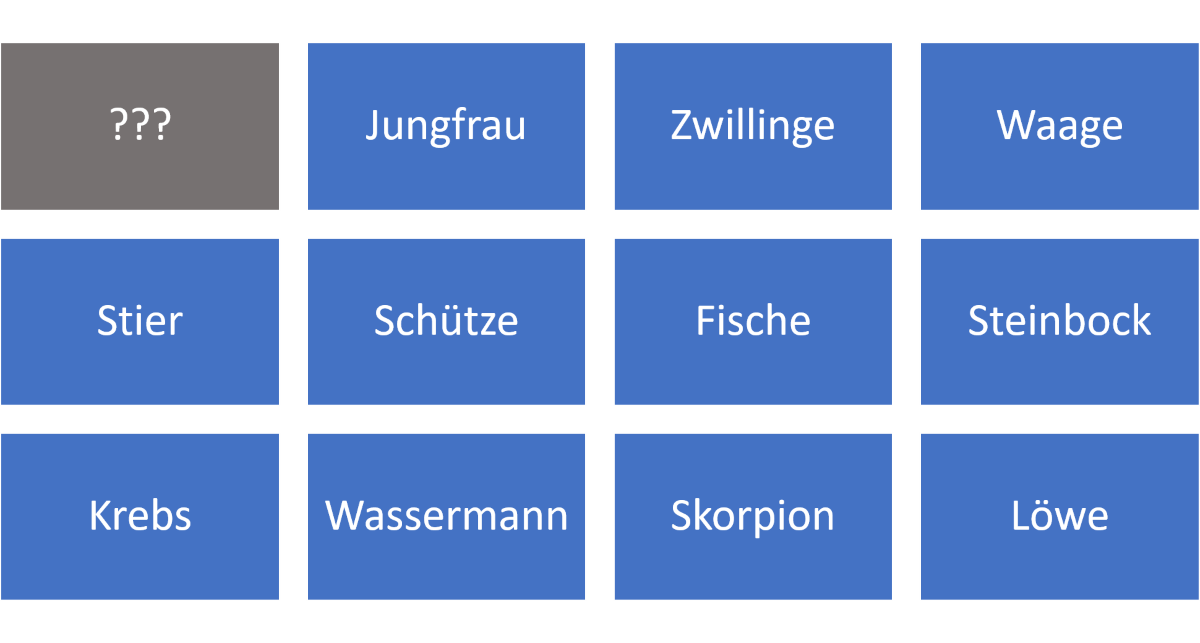 ???
Jungfrau
Zwillinge
Waage
Stier
Schütze
Fische
Steinbock
Krebs
Wassermann
Skorpion
Löwe